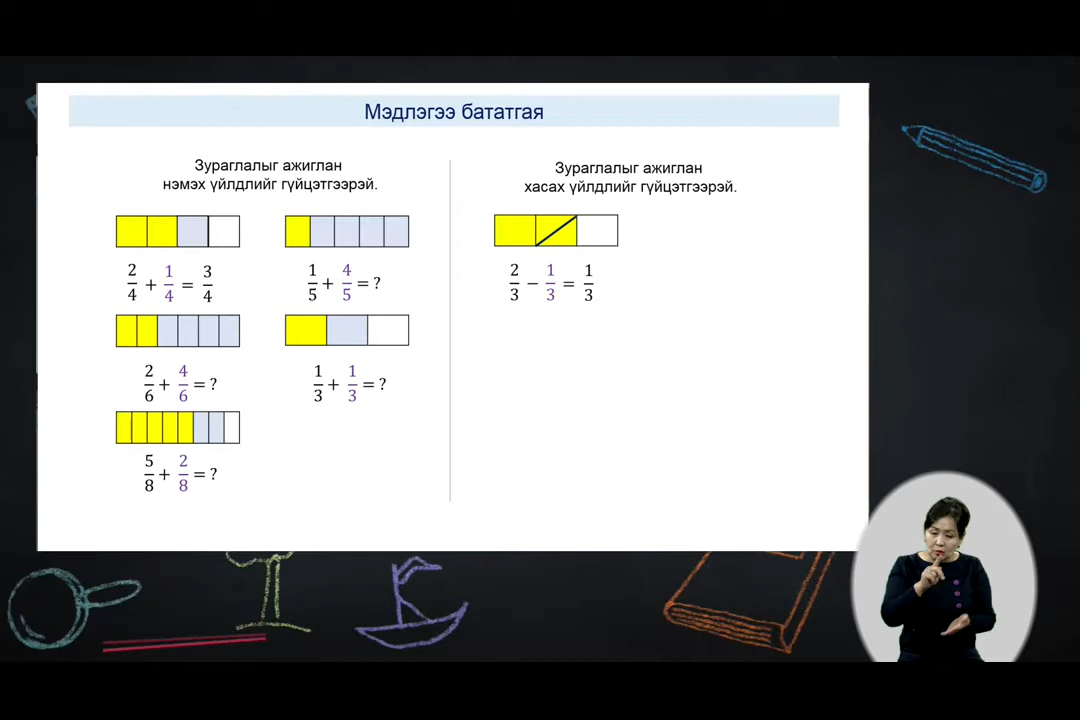 Мэдлэгээ бататгая
Зураглалыг ажиглан
нэмэх үйлдлийг гүйцэтгээрэй.
2/4 + 1/4 = 3/4
1/5 + 4/5 = ?
2/6 + 4/6 = ?
1/3 + 1/3 = ?
5/8 + 2/8 = ?
Зураглалыг ажиглан
хасах үйлдлийг гүйцэтгээрэй.
2/3 − 1/3 = 1/3